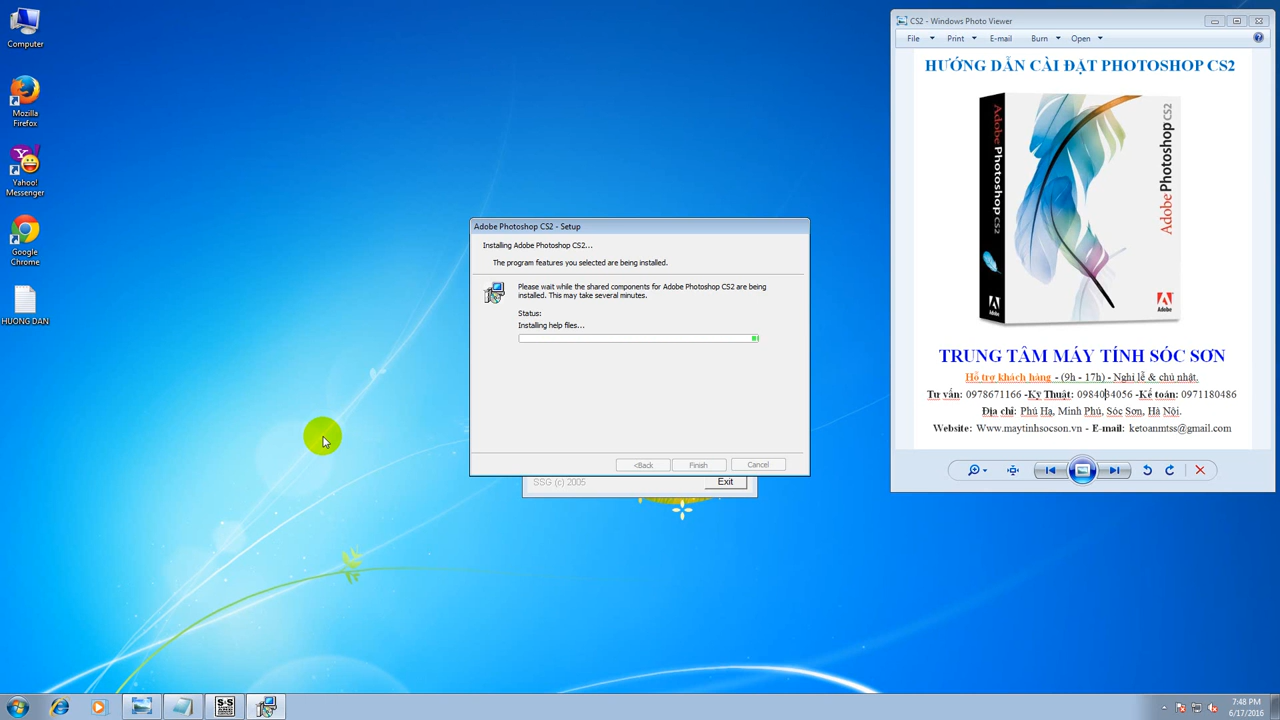 Computer
Mozilla
Firefox
Yahoo!
Messenger
Google
Chrome
HUONG DAN
Adobe Photoshop CS2 - Setup
Installing Adobe Photoshop CS2...
The program features you selected are being installed.
Please wait while the shared components for Adobe Photoshop CS2 are being
installed. This may take several minutes.
Status:
Installing help files...
<Back Finish Cancel
SSG (c) 2005 Exit
CS2 - Windows Photo Viewer
File Print E-mail Burn Open
HƯỚNG DẪN CÀI ĐẶT PHOTOSHOP CS2
Adobe Photoshop CS2
Adobe Photoshop CS2
Adobe
TRUNG TÂM MÁY TÍNH SÓC SƠN
Hỗ trợ khách hàng - (9h - 17h) - Nghỉ lễ & chủ nhật.
Tư vấn: 0978671166 -Kỹ Thuật: 0984034056 -Kế toán: 0971180486
Địa chỉ: Phú Hạ, Minh Phú, Sóc Sơn, Hà Nội.
Website: Www.maytinhsocson.vn - E-mail: ketoanmtss@gmail.com
S·S
7:48 PM
6/17/2016